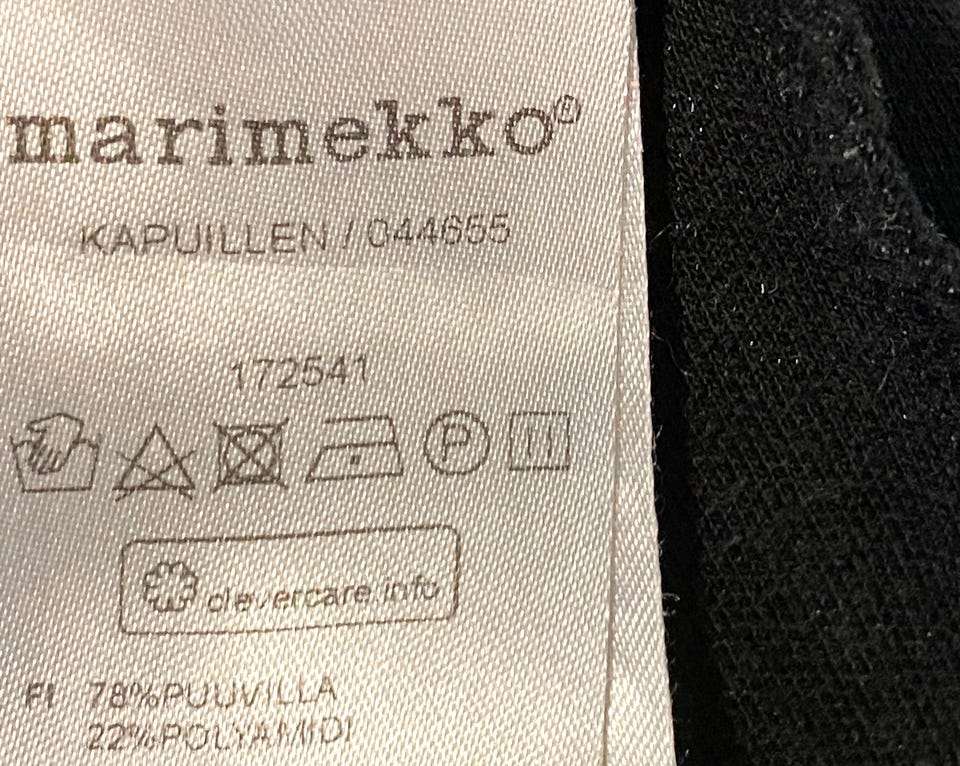 marimekko®
KAPUILLEN / 044655
172541
P
clevercare.info
FI 78%PUUVILLA
22%POLYAMIDI